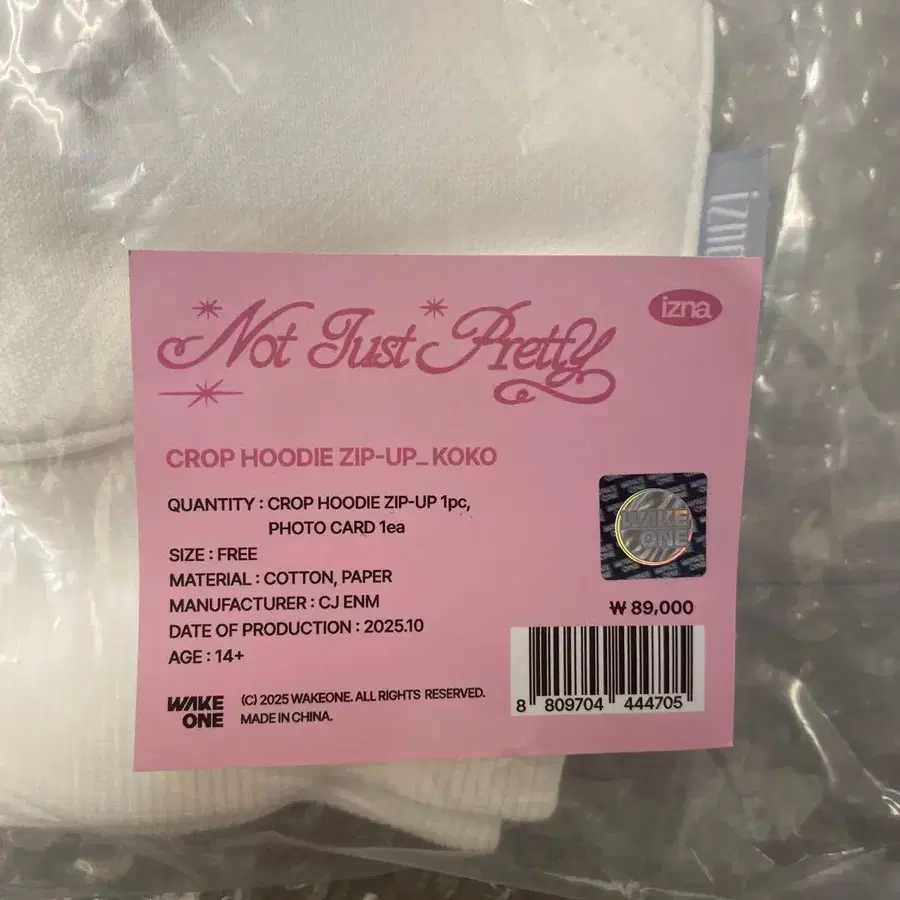 izna
izna
Not Just Pretty
CROP HOODIE ZIP-UP_KOKO
QUANTITY : CROP HOODIE ZIP-UP 1pc,
PHOTO CARD 1ea
SIZE : FREE
MATERIAL : COTTON, PAPER
MANUFACTURER : CJ ENM
DATE OF PRODUCTION : 2025.10
AGE : 14+
WAKE
ONE
₩ 89,000
8 809704 444705
WAKE
ONE
(C) 2025 WAKEONE. ALL RIGHTS RESERVED.
MADE IN CHINA.